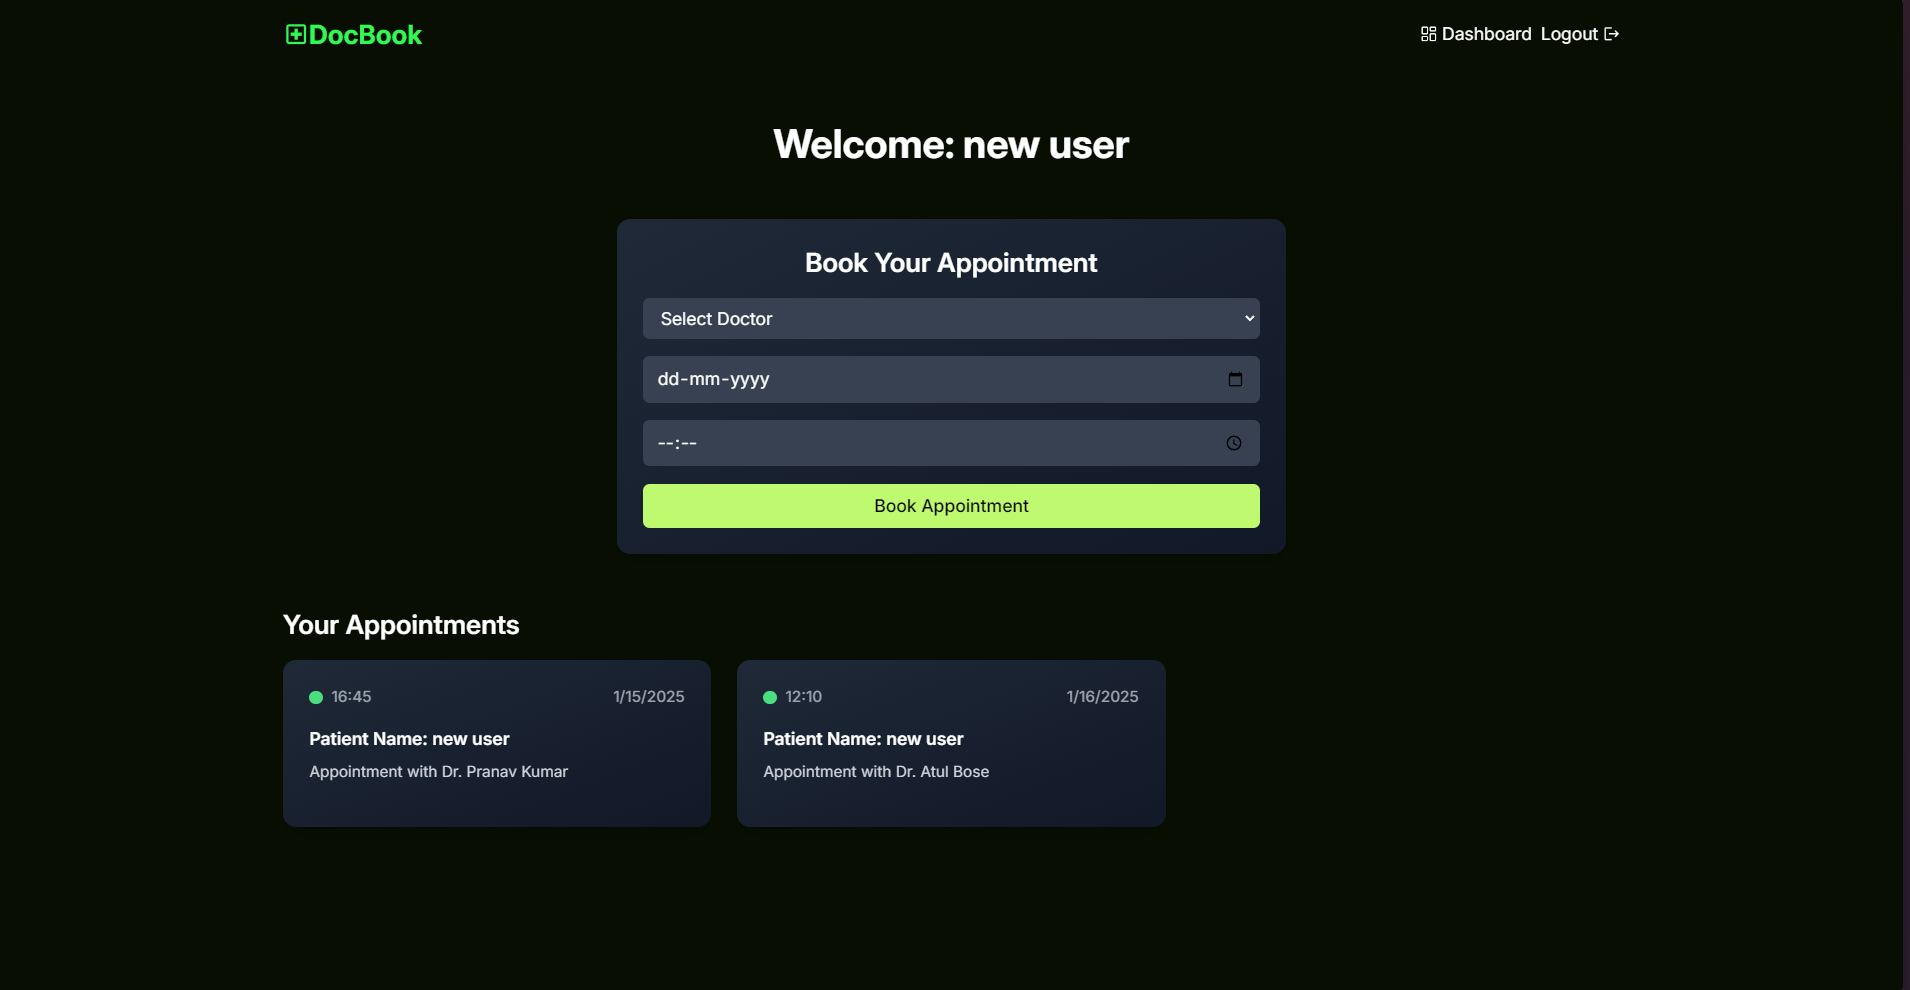 DocBook
Dashboard Logout
Welcome: new user
Book Your Appointment
Select Doctor
dd-mm-yyyy
--:--
Book Appointment
Your Appointments
16:45 1/15/2025
Patient Name: new user
Appointment with Dr. Pranav Kumar
12:10 1/16/2025
Patient Name: new user
Appointment with Dr. Atul Bose